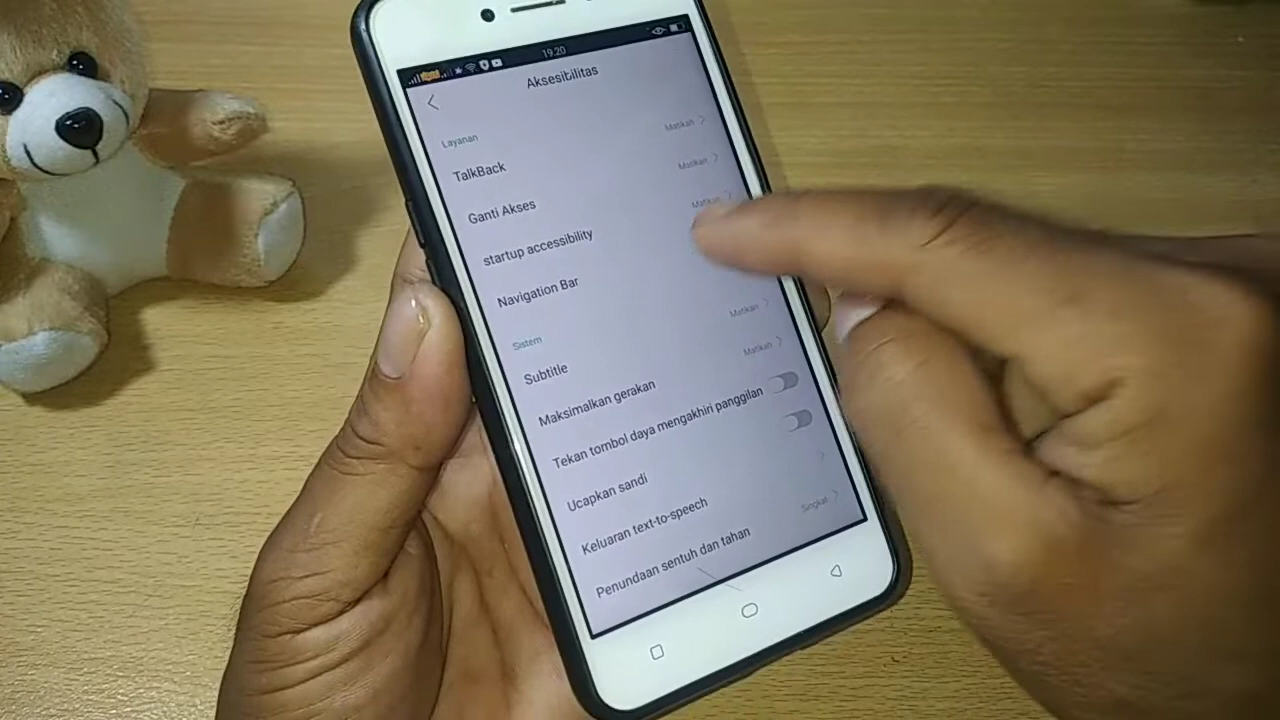 19.20
Aksesibilitas
Layanan
TalkBack Matikan
Ganti Akses Matikan
startup accessibility Matikan
Navigation Bar
Sistem
Subtitle Matikan
Maksimalkan gerakan Matikan
Tekan tombol daya mengakhiri panggilan
Ucapkan sandi
Keluaran text-to-speech
Penundaan sentuh dan tahan Singkat